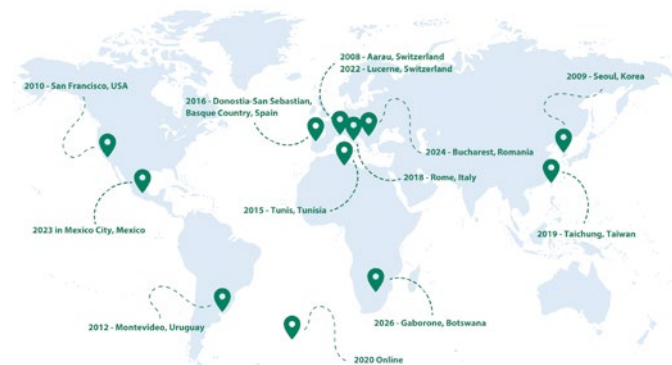 2008 - Aarau, Switzerland
2022 - Lucerne, Switzerland
2009 - Seoul, Korea
2010 - San Francisco, USA
2016 - Donostia-San Sebastian,
Basque Country, Spain
2024 - Bucharest, Romania
2018 - Rome, Italy
2015 - Tunis, Tunisia
2023 in Mexico City, Mexico
2019 - Taichung, Taiwan
2012 - Montevideo, Uruguay
2026 - Gaborone, Botswana
2020 Online